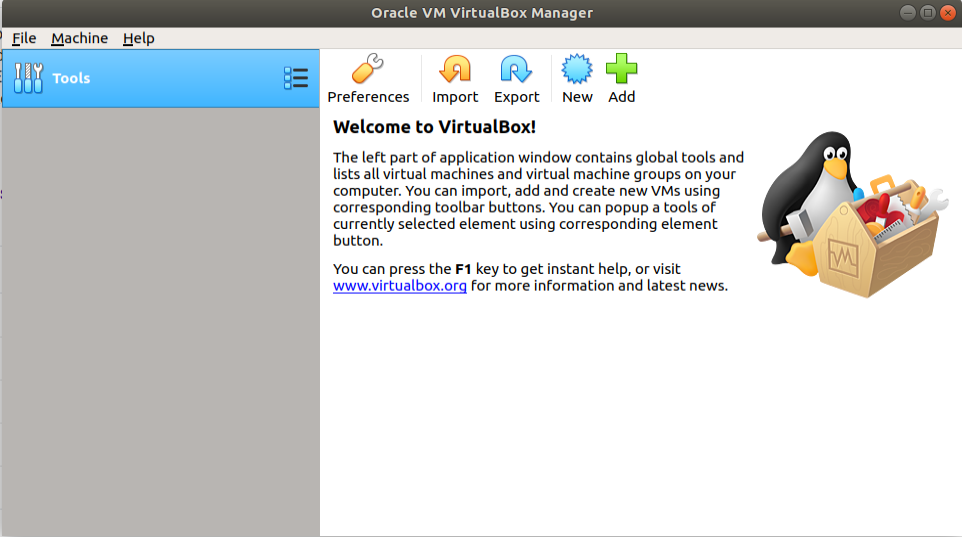 Oracle VM VirtualBox Manager
File Machine Help
Tools
Preferences Import Export New Add
Welcome to VirtualBox!
The left part of application window contains global tools and
lists all virtual machines and virtual machine groups on your
computer. You can import, add and create new VMs using
corresponding toolbar buttons. You can popup a tools of
currently selected element using corresponding element
button.
You can press the F1 key to get instant help, or visit
www.virtualbox.org for more information and latest news.